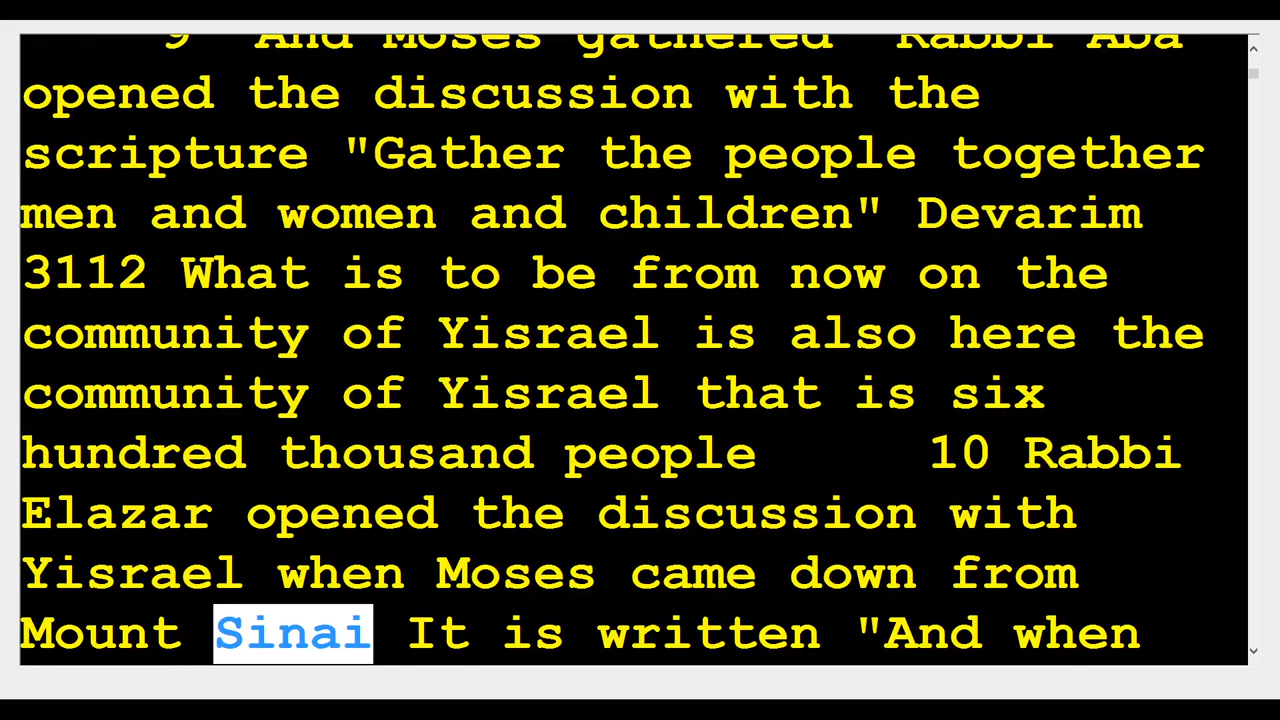 9 And Moses gathered Rabbi Aba
opened the discussion with the
scripture "Gather the people together
men and women and children" Devarim
3112 What is to be from now on the
community of Yisrael is also here the
community of Yisrael that is six
hundred thousand people 10 Rabbi
Elazar opened the discussion with
Yisrael when Moses came down from
Mount Sinai It is written "And when